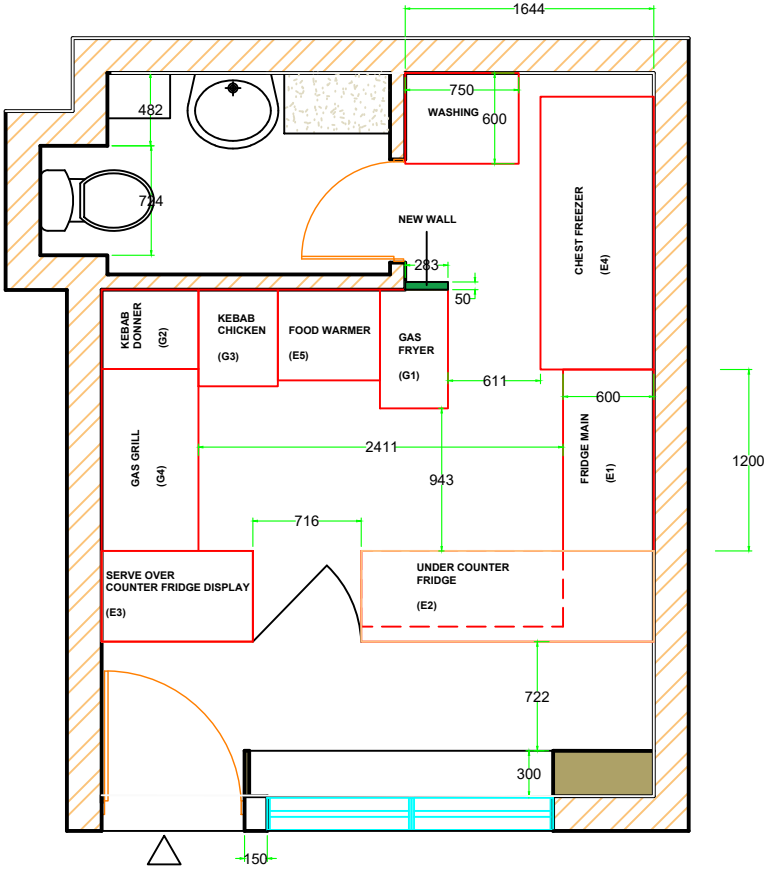 1644
482
750
WASHING
600
724
NEW WALL
CHEST FREEZER
(E4)
283
50
KEBAB
DONNER
(G2)
KEBAB
CHICKEN
(G3)
FOOD WARMER
(E5)
GAS
FRYER
(G1)
611
600
GAS GRILL
(G4)
2411
943
FRIDGE MAIN
(E1)
1200
716
SERVE OVER
COUNTER FRIDGE DISPLAY
(E3)
UNDER COUNTER
FRIDGE
(E2)
722
300
150